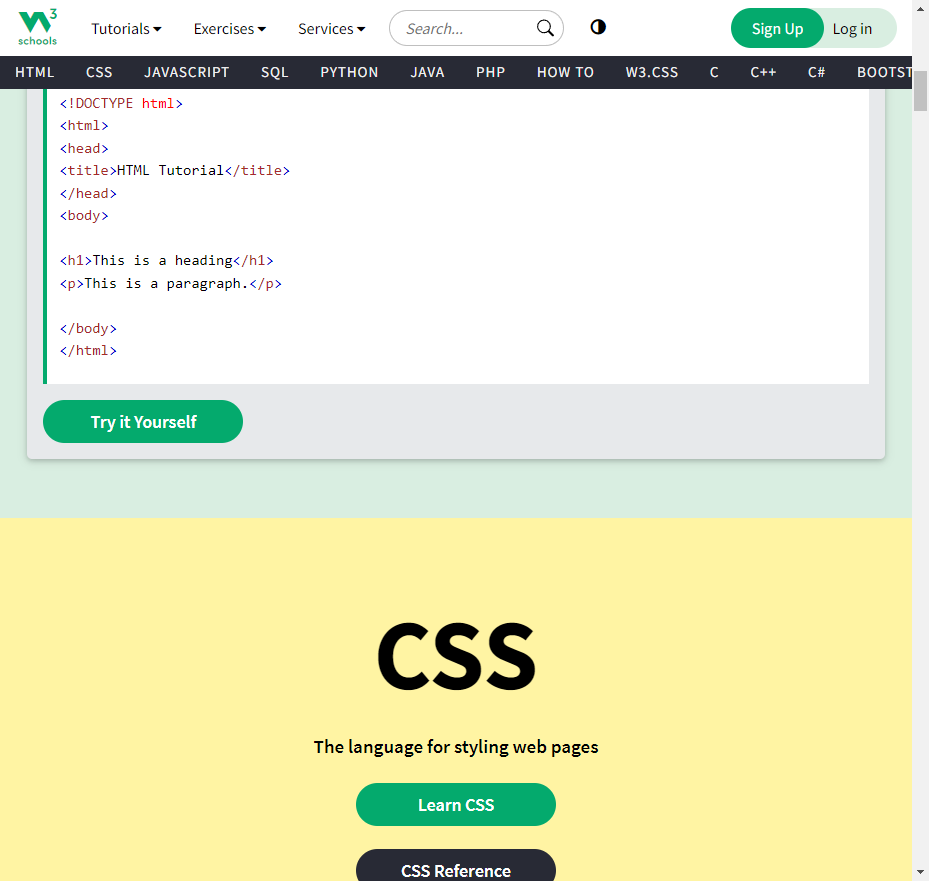 3
schools
Tutorials Exercises Services Search... Sign Up Log in
HTML CSS JAVASCRIPT SQL PYTHON JAVA PHP HOW TO W3.CSS C C++ C# BOOTST
<!DOCTYPE html>
<html>
<head>
<title>HTML Tutorial</title>
</head>
<body>
<h1>This is a heading</h1>
<p>This is a paragraph.</p>
</body>
</html>
Try it Yourself
CSS
The language for styling web pages
Learn CSS
CSS Reference